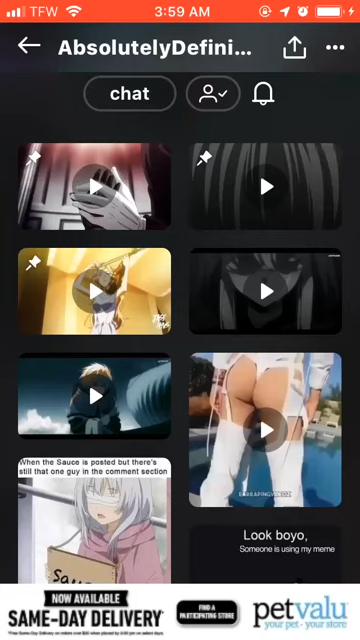 TFW
3:59 AM
AbsolutelyDefini...
chat
When the Sauce is posted but there's
still that one guy in the comment section
Look boyo,
Someone is using my meme
NOW AVAILABLE
SAME-DAY DELIVERY*
FIND A
PARTICIPATING STORE
petvalu
your pet - your store